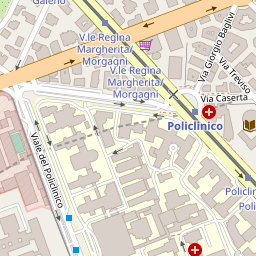 Galeno
V.le Regina
Margherita/
Morgagni
V.le Regina
Margherita/
Morgagni
Via Giorgio Baglivi
Via Treviso
Via Caserta
Policlinico
Viale del Policlinico
Policlini
Poli